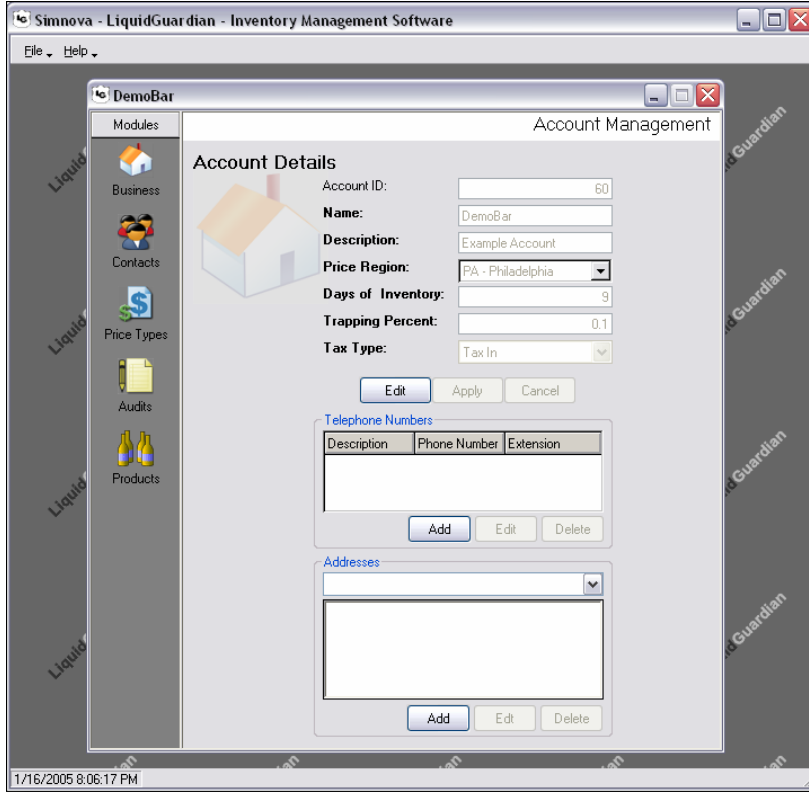 Simnova - LiquidGuardian - Inventory Management Software
File Help
DemoBar
Modules
Account Management
Business
Contacts
Price Types
Audits
Products
Account Details
Account ID: 60
Name: DemoBar
Description: Example Account
Price Region: PA - Philadelphia
Days of Inventory: 9
Trapping Percent: 0.1
Tax Type: Tax In
Edit Apply Cancel
Telephone Numbers
Description Phone Number Extension
Add Edit Delete
Addresses
Add Edt Delete
1/16/2005 8:06:17 PM